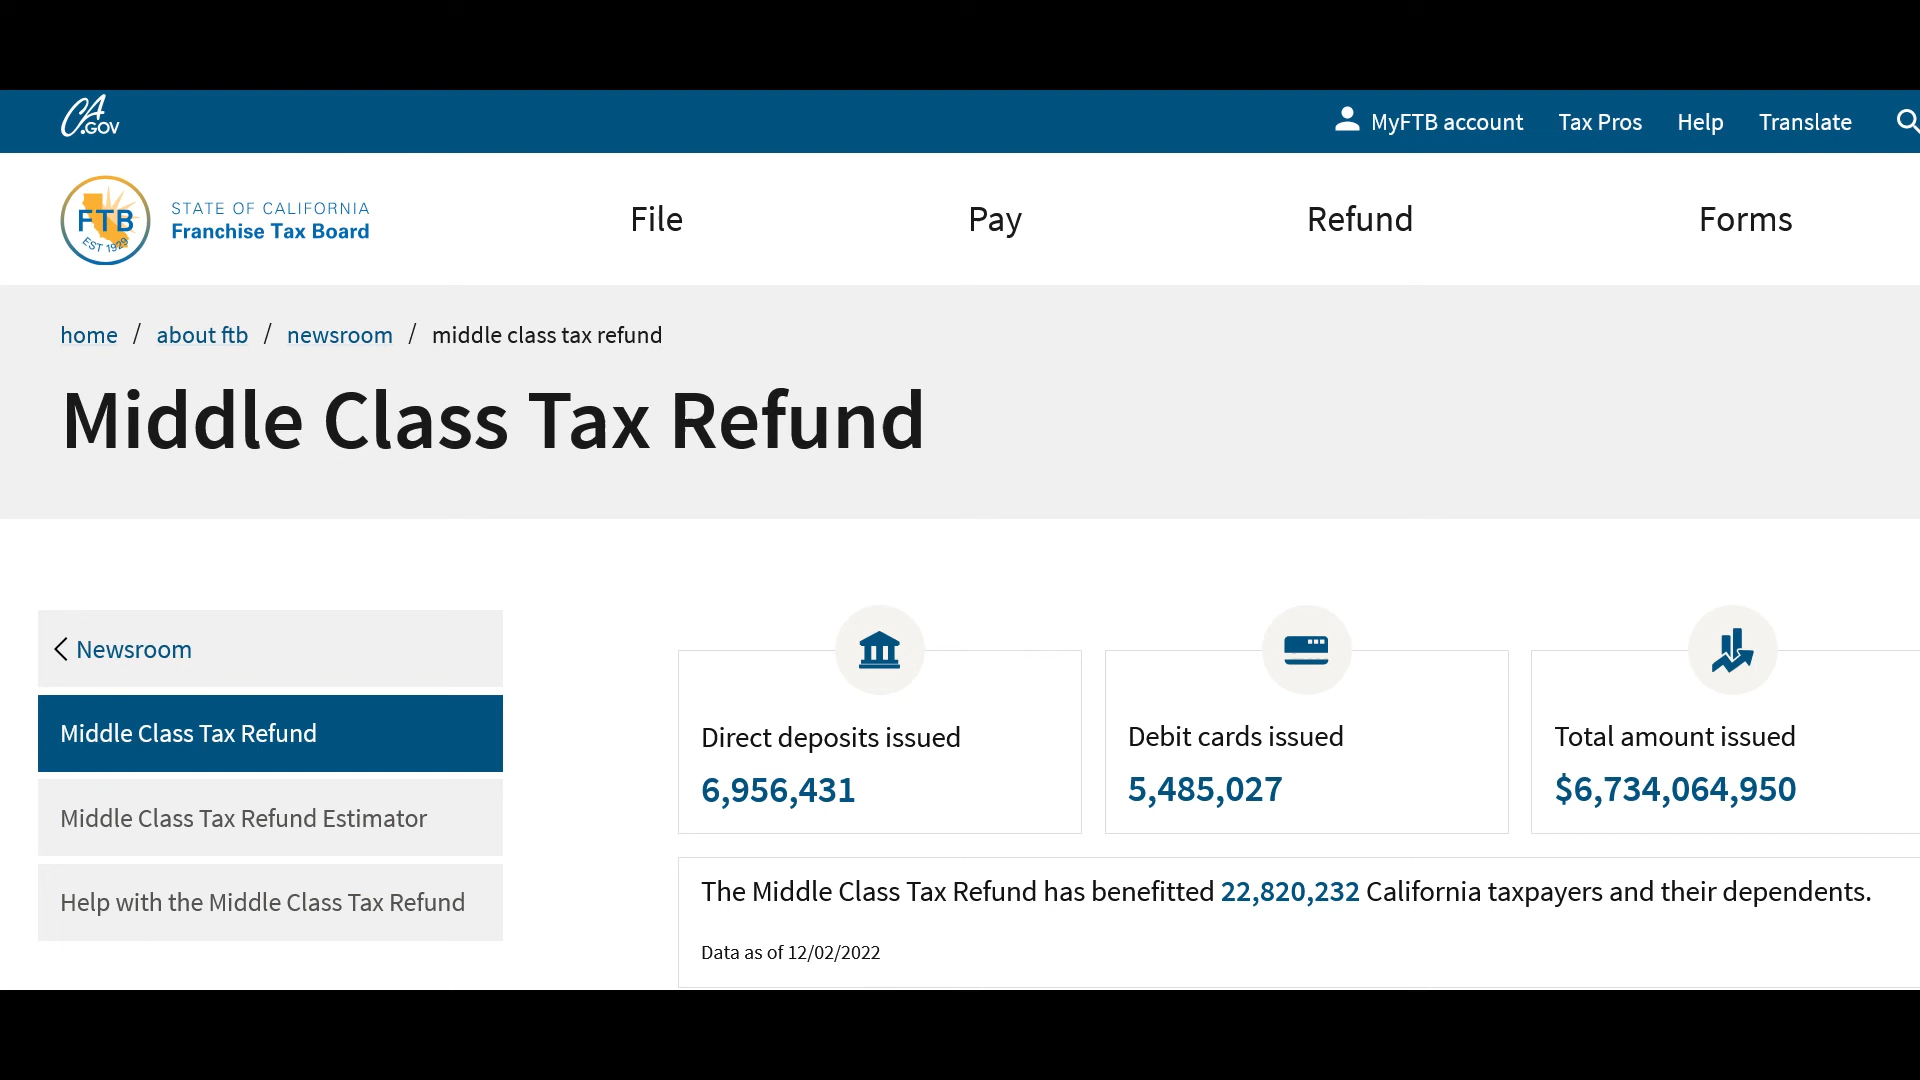 CA.GOV
MyFTB account Tax Pros Help Translate
FTB
EST 1929
STATE OF CALIFORNIA
Franchise Tax Board
File Pay Refund Forms
home / about ftb / newsroom / middle class tax refund
Middle Class Tax Refund
Newsroom
Middle Class Tax Refund
Middle Class Tax Refund Estimator
Help with the Middle Class Tax Refund
Direct deposits issued
6,956,431
Debit cards issued
5,485,027
Total amount issued
$6,734,064,950
The Middle Class Tax Refund has benefitted 22,820,232 California taxpayers and their dependents.
Data as of 12/02/2022